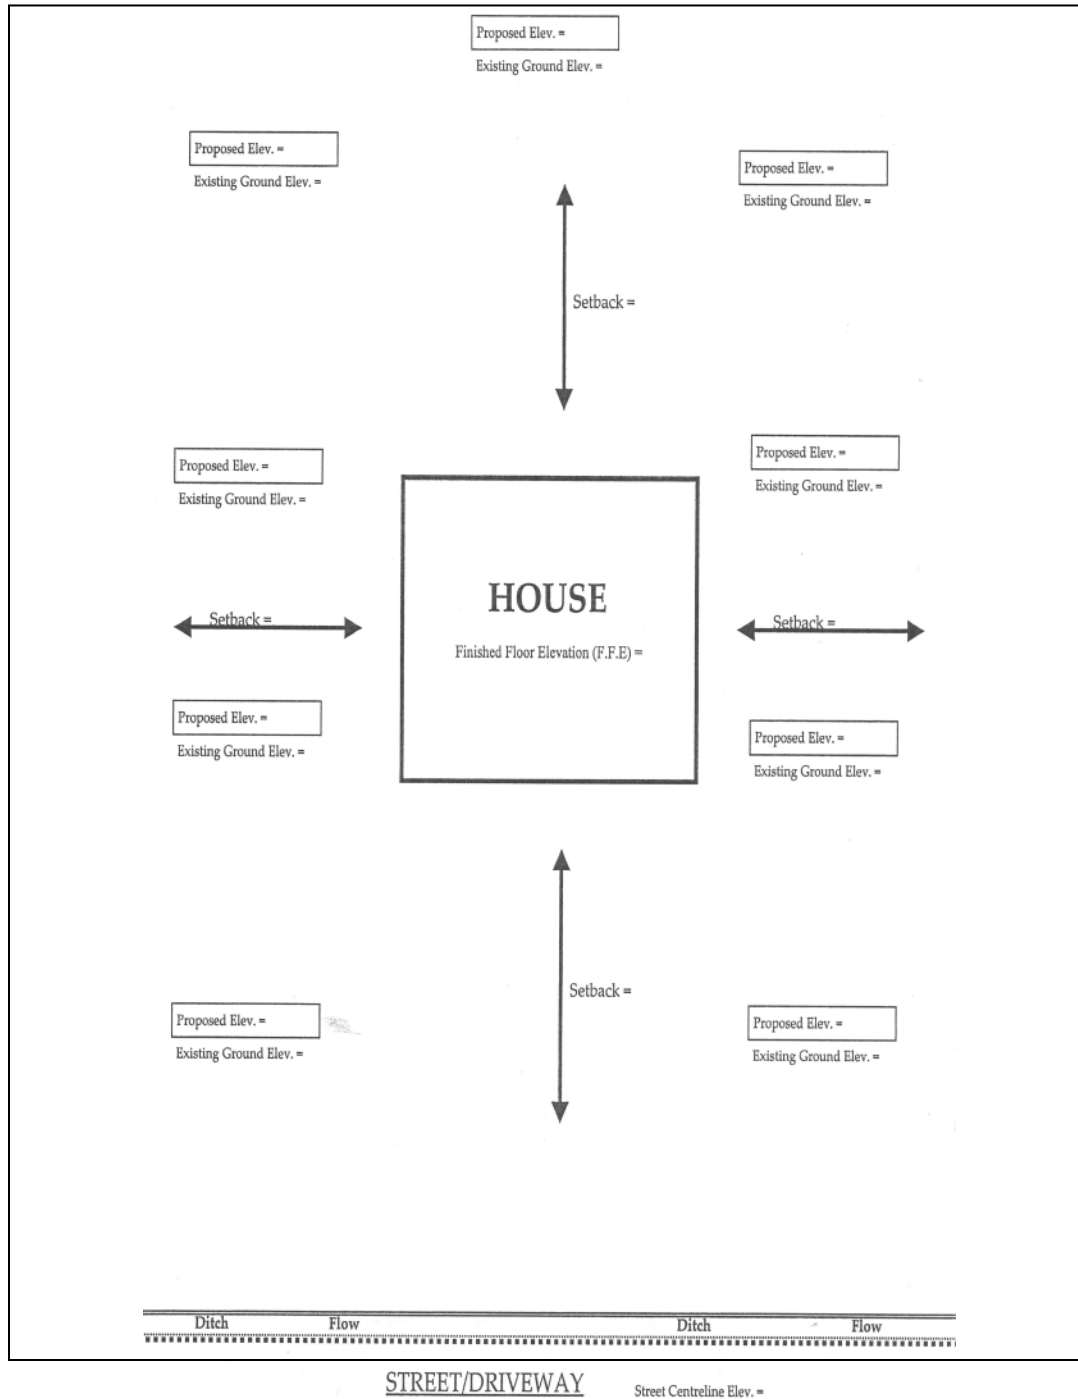 Proposed Elev. =
Existing Ground Elev. =
Proposed Elev. =
Existing Ground Elev. =
Proposed Elev. =
Existing Ground Elev. =
Setback =
Proposed Elev. =
Existing Ground Elev. =
Proposed Elev. =
Existing Ground Elev. =
HOUSE
Finished Floor Elevation (F.F.E) =
Setback =
Setback =
Proposed Elev. =
Existing Ground Elev. =
Proposed Elev. =
Existing Ground Elev. =
Setback =
Proposed Elev. =
Existing Ground Elev. =
Proposed Elev. =
Existing Ground Elev. =
Ditch Flow Ditch Flow
STREET/DRIVEWAY Street Centreline Elev. =